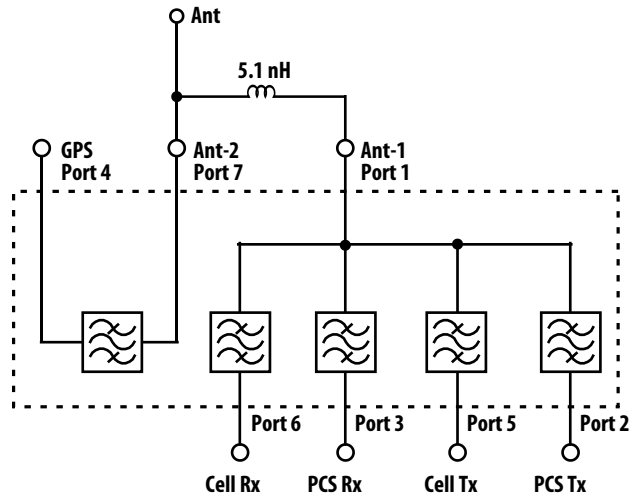 Ant
5.1 nH
GPS
Port 4
Ant-2
Port 7
Ant-1
Port 1
Port 6
Port 3
Port 5
Port 2
Cell Rx
PCS Rx
Cell Tx
PCS Tx